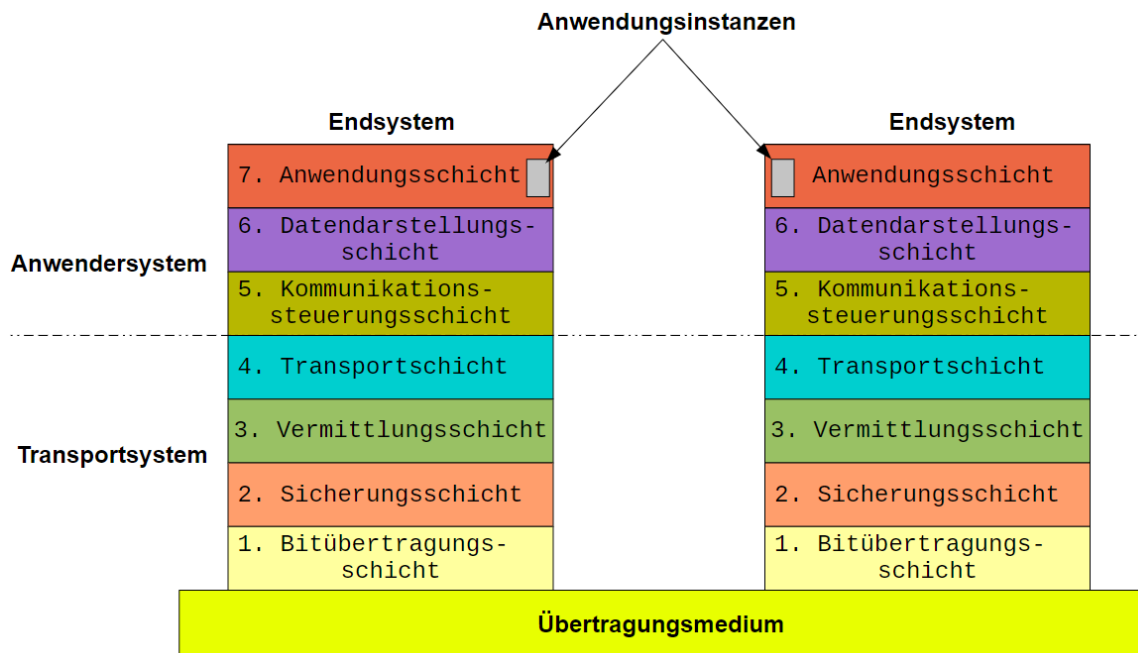 Anwendungsinstanzen
Endsystem
Endsystem
7. Anwendungsschicht
Anwendungsschicht
6. Datendarstellungs-
schicht
6. Datendarstellungs-
schicht
Anwendersystem
5. Kommunikations-
steuerungsschicht
5. Kommunikations-
steuerungsschicht
4. Transportschicht
4. Transportschicht
3. Vermittlungsschicht
3. Vermittlungsschicht
Transportsystem
2. Sicherungsschicht
2. Sicherungsschicht
1. Bitübertragungs-
schicht
1. Bitübertragungs-
schicht
Übertragungsmedium